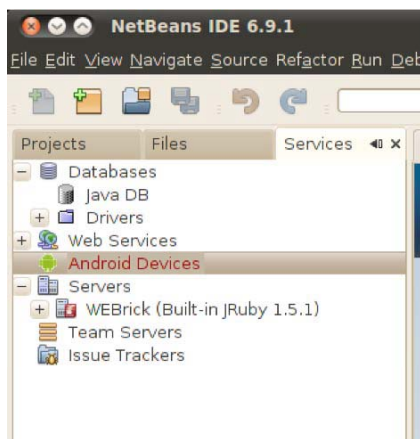 NetBeans IDE 6.9.1
File Edit View Navigate Source Refactor Run Deb
Projects Files Services
Databases
Java DB
Drivers
Web Services
Android Devices
Servers
WEBrick (Built-in JRuby 1.5.1)
Team Servers
Issue Trackers